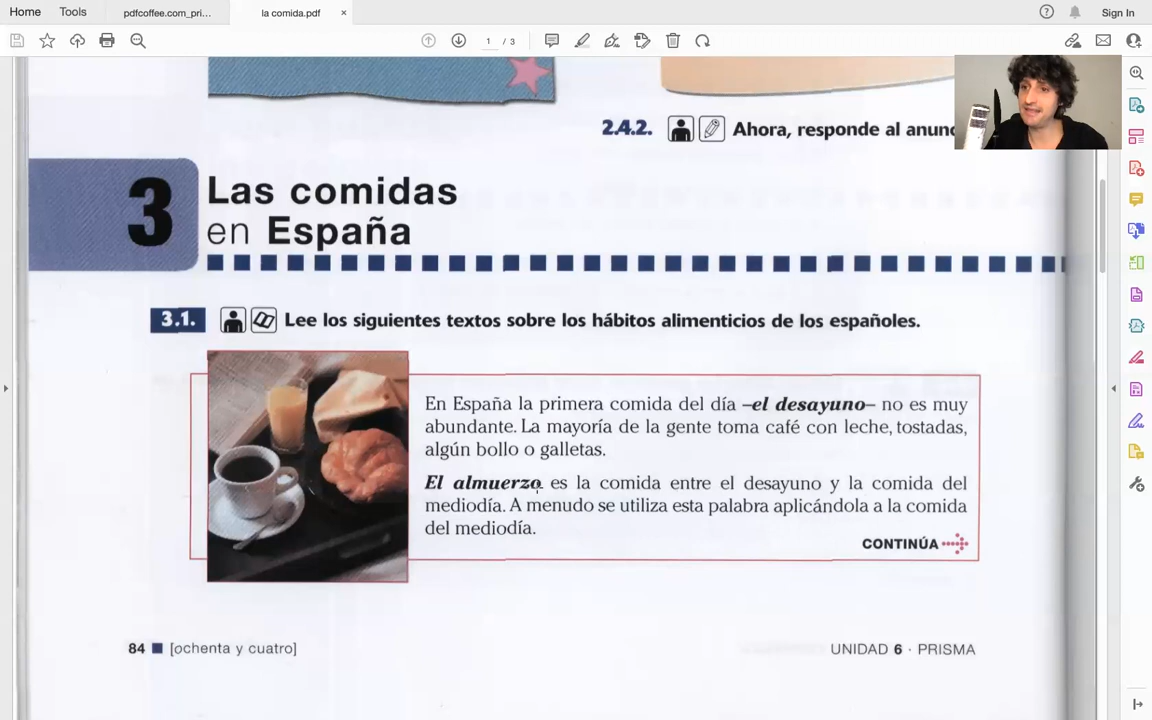 Home Tools pdfcoffee.com_pri... la comida.pdf × Sign In
1 / 3
2.4.2. Ahora, responde al
3 Las comidas
en España
3.1. Lee los siguientes textos sobre los hábitos alimenticios de los españoles.
En España la primera comida del día –el desayuno– no es muy
abundante. La mayoría de la gente toma café con leche, tostadas,
algún bollo o galletas.
El almuerzo es la comida entre el desayuno y la comida del
mediodía. A menudo se utiliza esta palabra aplicándola a la comida
del mediodía.
CONTINÚA
84 [ochenta y cuatro] UNIDAD 6 · PRISMA